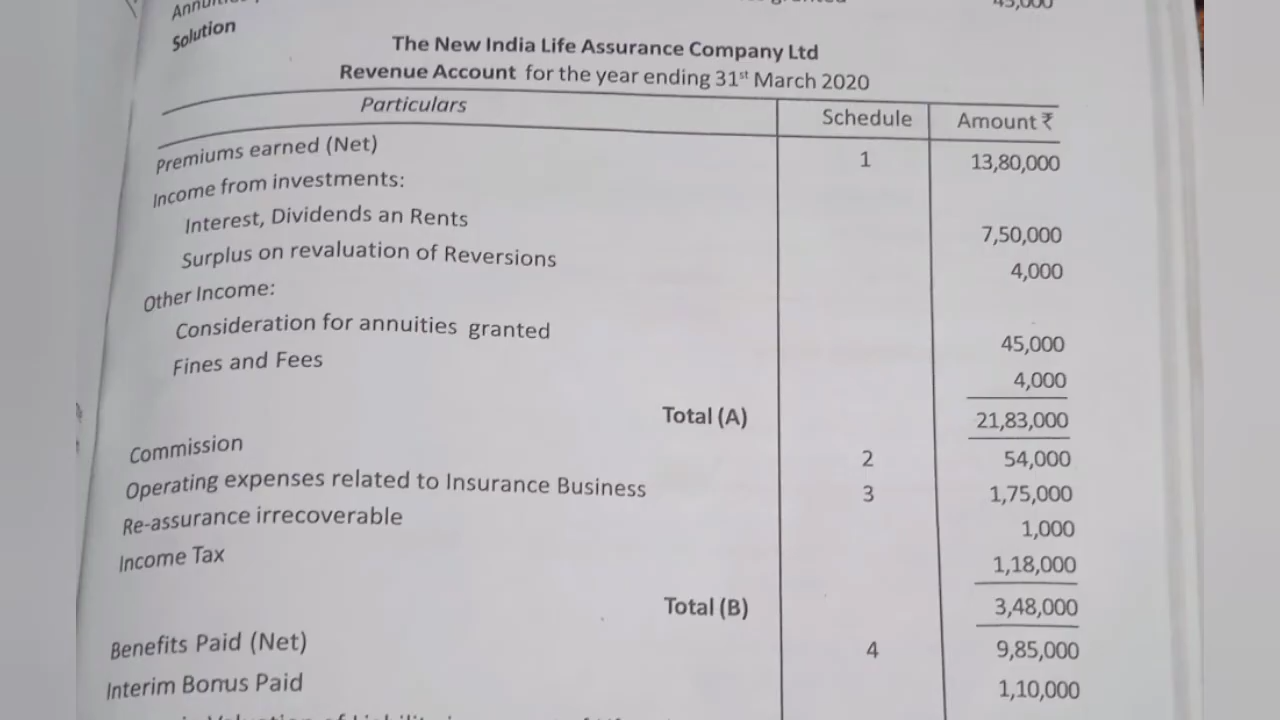 45,000
Solution
The New India Life Assurance Company Ltd
Revenue Account for the year ending 31st March 2020
Particulars Schedule Amount ₹
Premiums earned (Net) 1 13,80,000
Income from investments:
Interest, Dividends an Rents 7,50,000
Surplus on revaluation of Reversions 4,000
Other Income:
Consideration for annuities granted 45,000
Fines and Fees 4,000
Total (A) 21,83,000
Commission 2 54,000
Operating expenses related to Insurance Business 3 1,75,000
Re-assurance irrecoverable 1,000
Income Tax 1,18,000
Total (B) 3,48,000
Benefits Paid (Net) 4 9,85,000
Interim Bonus Paid 1,10,000